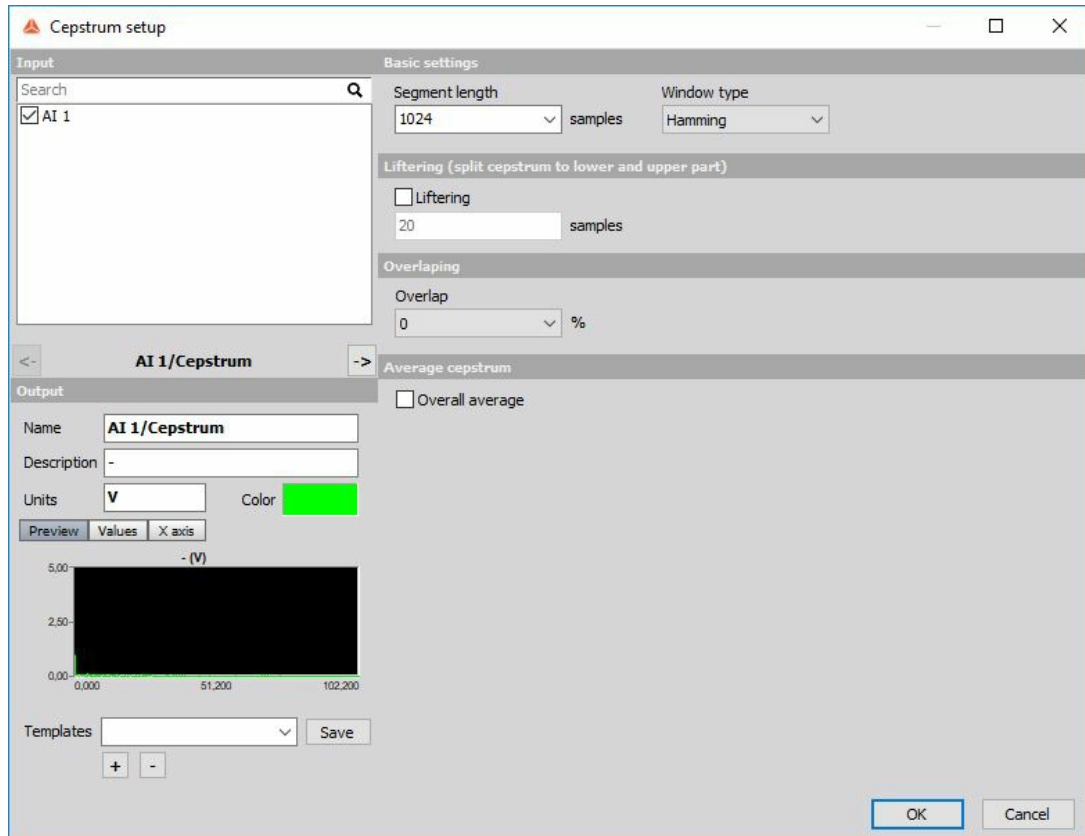 Cepstrum setup
Input
Search
AI 1
<- AI 1/Cepstrum ->
Output
Name AI 1/Cepstrum
Description -
Units V Color
Preview Values X axis
- (V)
5,00
2,50
0,00
0,000 51,200 102,200
Templates Save
+ -
Basic settings
Segment length Window type
1024 samples Hamming
Liftering (split cepstrum to lower and upper part)
Liftering
20 samples
Overlaping
Overlap
0 %
Average cepstrum
Overall average
OK Cancel